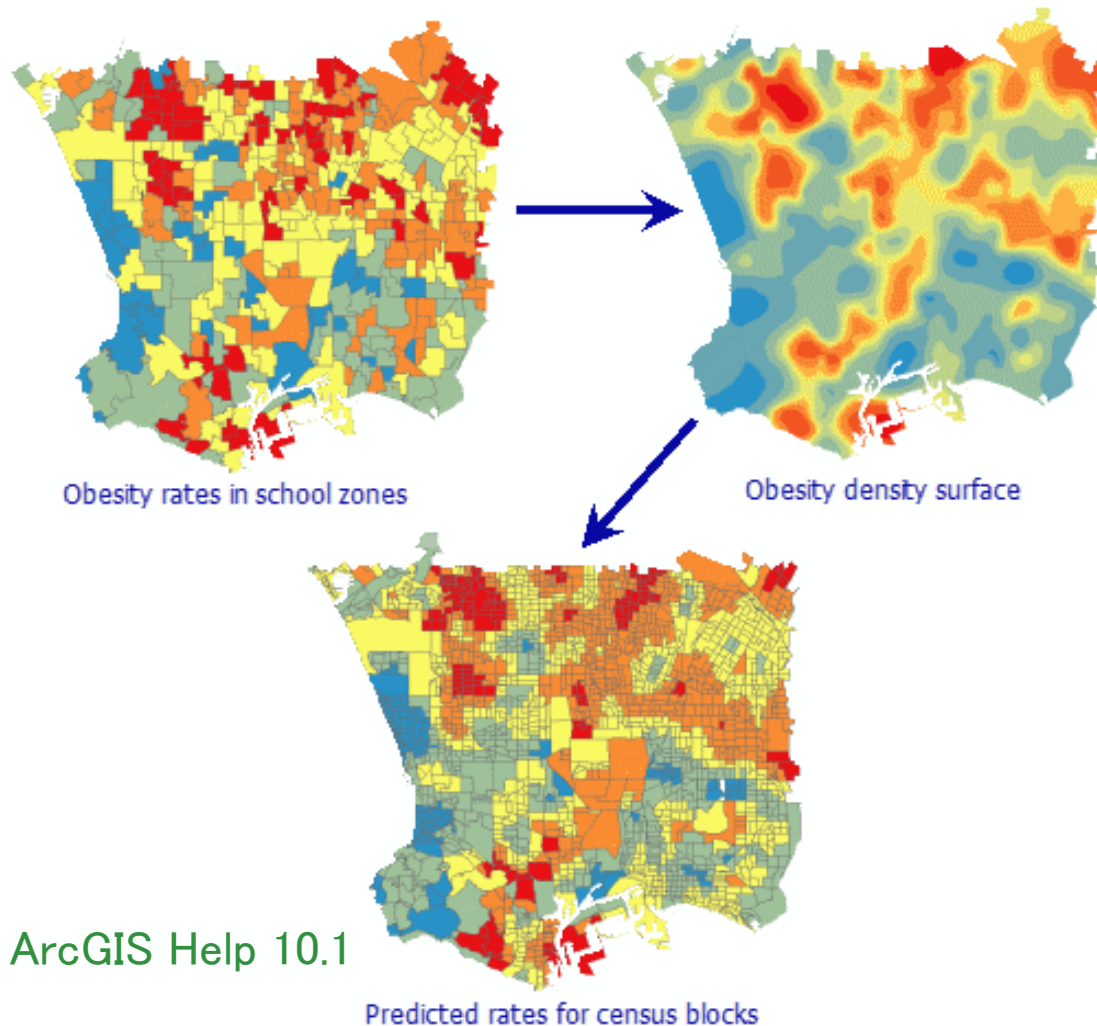 Obesity rates in school zones
Obesity density surface
ArcGIS Help 10.1
Predicted rates for census blocks